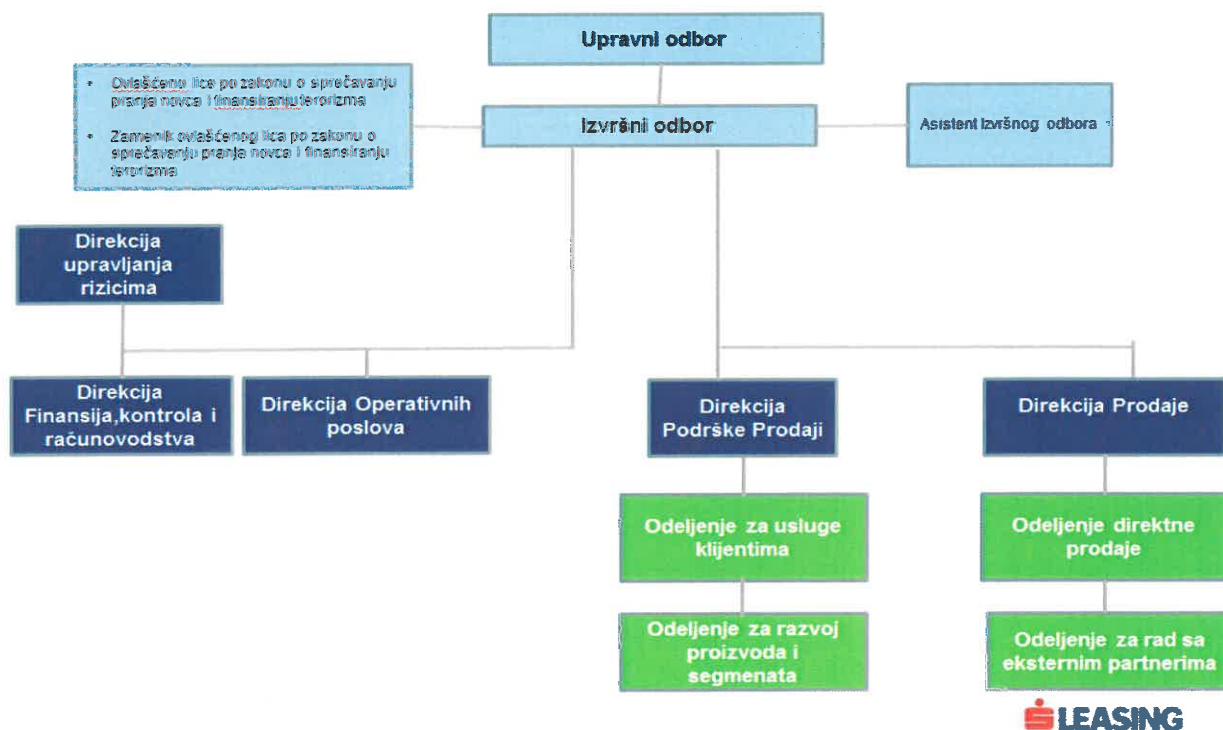 Upravni odbor
• Ovlašćeno lice po zakonu o sprečavanju
pranja novca i finansiranju terorizma
• Zamenik ovlašćenog lica po zakonu o
sprečavanju pranja novca i finansiranju
terorizma
Izvršni odbor
Asistent Izvršnog odbora
Direkcija
upravljanja
rizicima
Direkcija
Finansija,kontrola i
računovodstva
Direkcija Operativnih
poslova
Direkcija
Podrške Prodaji
Direkcija Prodaje
Odeljenje za usluge
klijentima
Odeljenje direktne
prodaje
Odeljenje za razvoj
proizvoda i
segmenata
Odeljenje za rad sa
eksternim partnerima
S LEASING